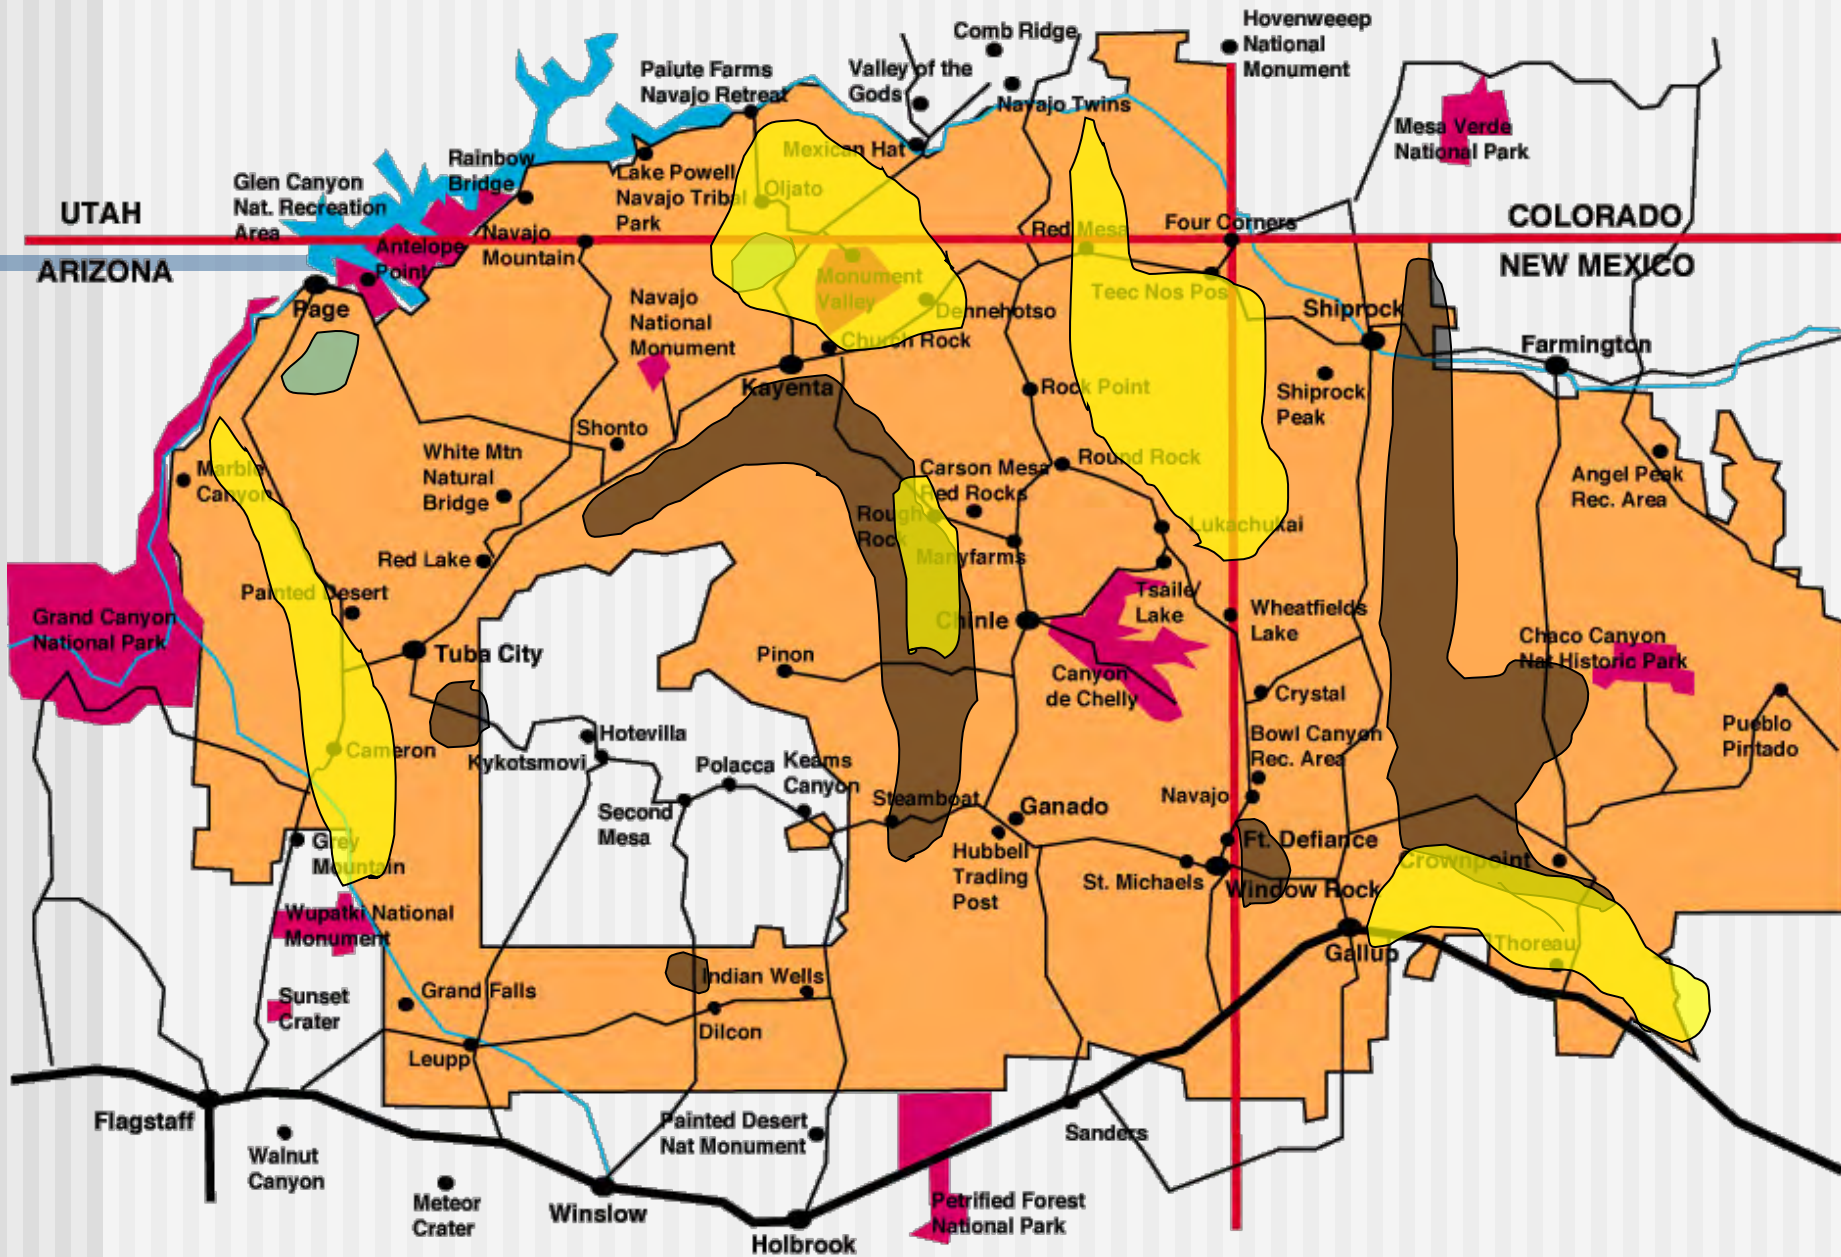 Hovenweeep
National
Monument
Comb Ridge
Paiute Farms
Navajo Retreat
Valley of the
Gods
Navajo Twins
Mesa Verde
National Park
Mexican Hat
Rainbow
Bridge
Lake Powell
Navajo Tribal
Park
Oljato
Glen Canyon
Nat. Recreation
Area
UTAH
COLORADO
Red Mesa
Four Corners
Navajo
Mountain
Antelope
Point
ARIZONA
NEW MEXICO
Monument
Valley
Teec Nos Pos
Page
Navajo
National
Monument
Dennehotso
Shiprock
Church Rock
Farmington
Kayenta
Rock Point
Shiprock
Peak
Shonto
White Mtn
Natural
Bridge
Marble
Canyon
Carson Mesa
Red Rocks
Round Rock
Angel Peak
Rec. Area
Rough
Rock
Lukachukai
Red Lake
Manyfarms
Painted Desert
Tsaile/
Lake
Wheatfields
Lake
Grand Canyon
National Park
Chinle
Chaco Canyon
Nat Historic Park
Tuba City
Pinon
Canyon
de Chelly
Crystal
Pueblo
Pintado
Hotevilla
Bowl Canyon
Rec. Area
Cameron
Kykotsmovi
Polacca
Keams
Canyon
Steamboat
Navajo
Ganado
Second
Mesa
Grey
Mountain
Ft. Defiance
Hubbell
Trading
Post
Crownpoint
St. Michaels
Window Rock
Wupatki National
Monument
Gallup
Thoreau
Indian Wells
Grand Falls
Sunset
Crater
Dilcon
Leupp
Flagstaff
Painted Desert
Nat Monument
Sanders
Walnut
Canyon
Meteor
Crater
Winslow
Petrified Forest
National Park
Holbrook